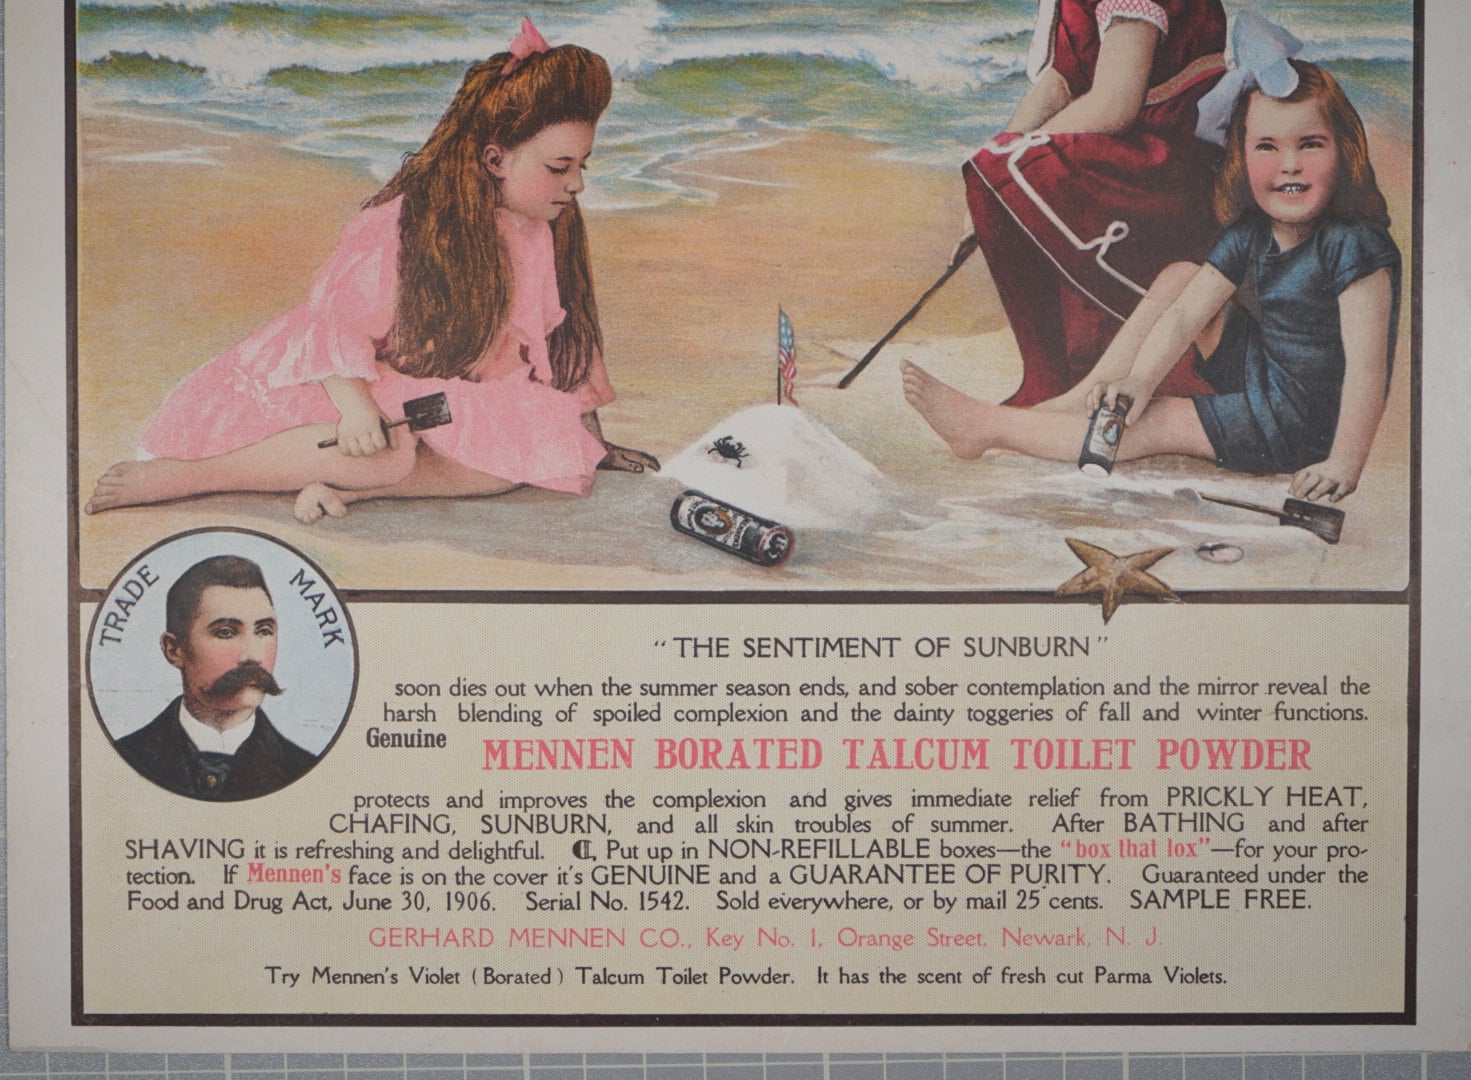 TRADE MARK
"THE SENTIMENT OF SUNBURN"
soon dies out when the summer season ends, and sober contemplation and the mirror reveal the
harsh blending of spoiled complexion and the dainty toggeries of fall and winter functions.
Genuine MENNEN BORATED TALCUM TOILET POWDER
protects and improves the complexion and gives immediate relief from PRICKLY HEAT,
CHAFING, SUNBURN, and all skin troubles of summer. After BATHING and after
SHAVING it is refreshing and delightful. ¶ Put up in NON-REFILLABLE boxes—the "box that lox"—for your pro-
tection. If Mennen's face is on the cover it's GENUINE and a GUARANTEE OF PURITY. Guaranteed under the
Food and Drug Act, June 30, 1906. Serial No. 1542. Sold everywhere, or by mail 25 cents. SAMPLE FREE.
GERHARD MENNEN CO., Key No. 1, Orange Street, Newark, N. J.
Try Mennen's Violet (Borated) Talcum Toilet Powder. It has the scent of fresh cut Parma Violets.